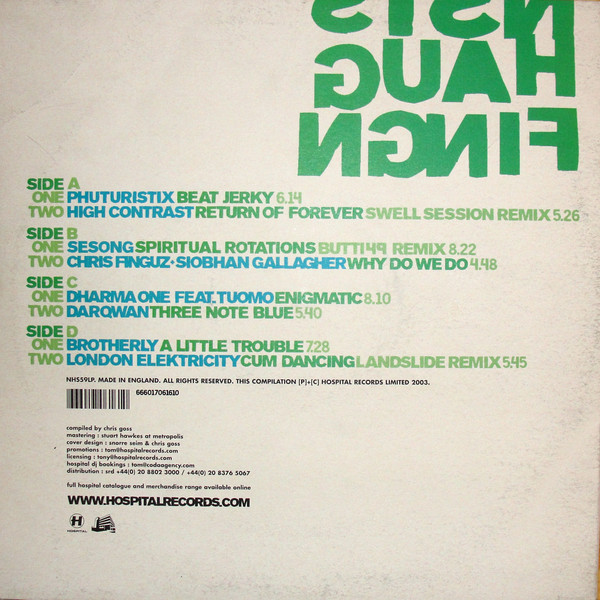 HAUG
FINGN
SIDE A
ONE PHUTURISTIX BEAT JERKY 6.14
TWO HIGH CONTRAST RETURN OF FOREVER SWELL SESSION REMIX 5.26
SIDE B
ONE SESONG SPIRITUAL ROTATIONS BUTTI 49 REMIX 8.22
TWO CHRIS FINGUZ+SIOBHAN GALLAGHER WHY DO WE DO 4.48
SIDE C
ONE DHARMA ONE FEAT. TUOMO ENIGMATIC 8.10
TWO DARQWAN THREE NOTE BLUE 5.40
SIDE D
ONE BROTHERLY A LITTLE TROUBLE 7.28
TWO LONDON ELEKTRICITY CUM DANCING LANDSLIDE REMIX 5.45
NHS59LP. MADE IN ENGLAND. ALL RIGHTS RESERVED. THIS COMPILATION [P]+[C] HOSPITAL RECORDS LIMITED 2003.
666017061610
compiled by chris goss
mastering : stuart hawkes at metropolis
cover design : snorre seim & chris goss
promotions : tom@hospitalrecords.com
licensing : tony@hospitalrecords.com
hospital dj bookings : tom@codaagency.com
distribution : srd +44(0) 20 8802 3000 / +44(0) 20 8376 5067
full hospital catalogue and merchandise range available online
WWW.HOSPITALRECORDS.COM
H
HOSPITAL